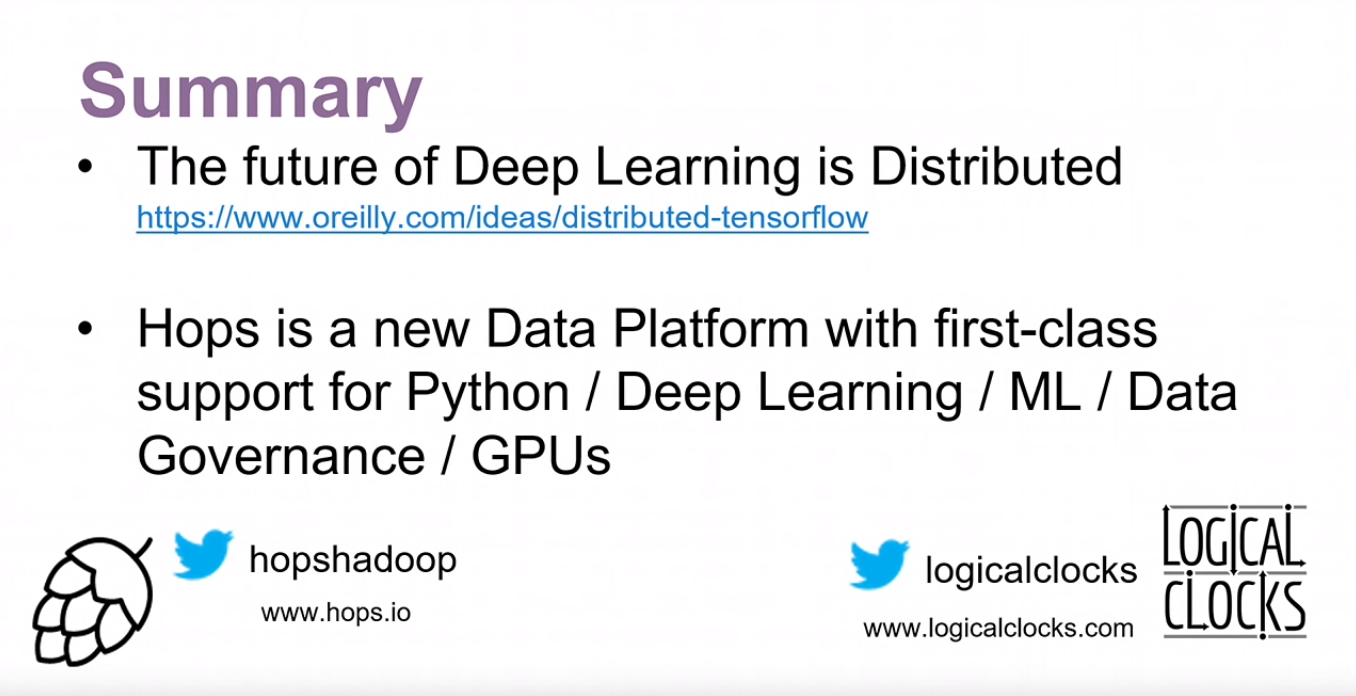 Summary
• The future of Deep Learning is Distributed
https://www.oreilly.com/ideas/distributed-tensorflow
• Hops is a new Data Platform with first-class
support for Python / Deep Learning / ML / Data
Governance / GPUs
hopshadoop
www.hops.io
logicalclocks
www.logicalclocks.com
LOGICAL
CLOCKS